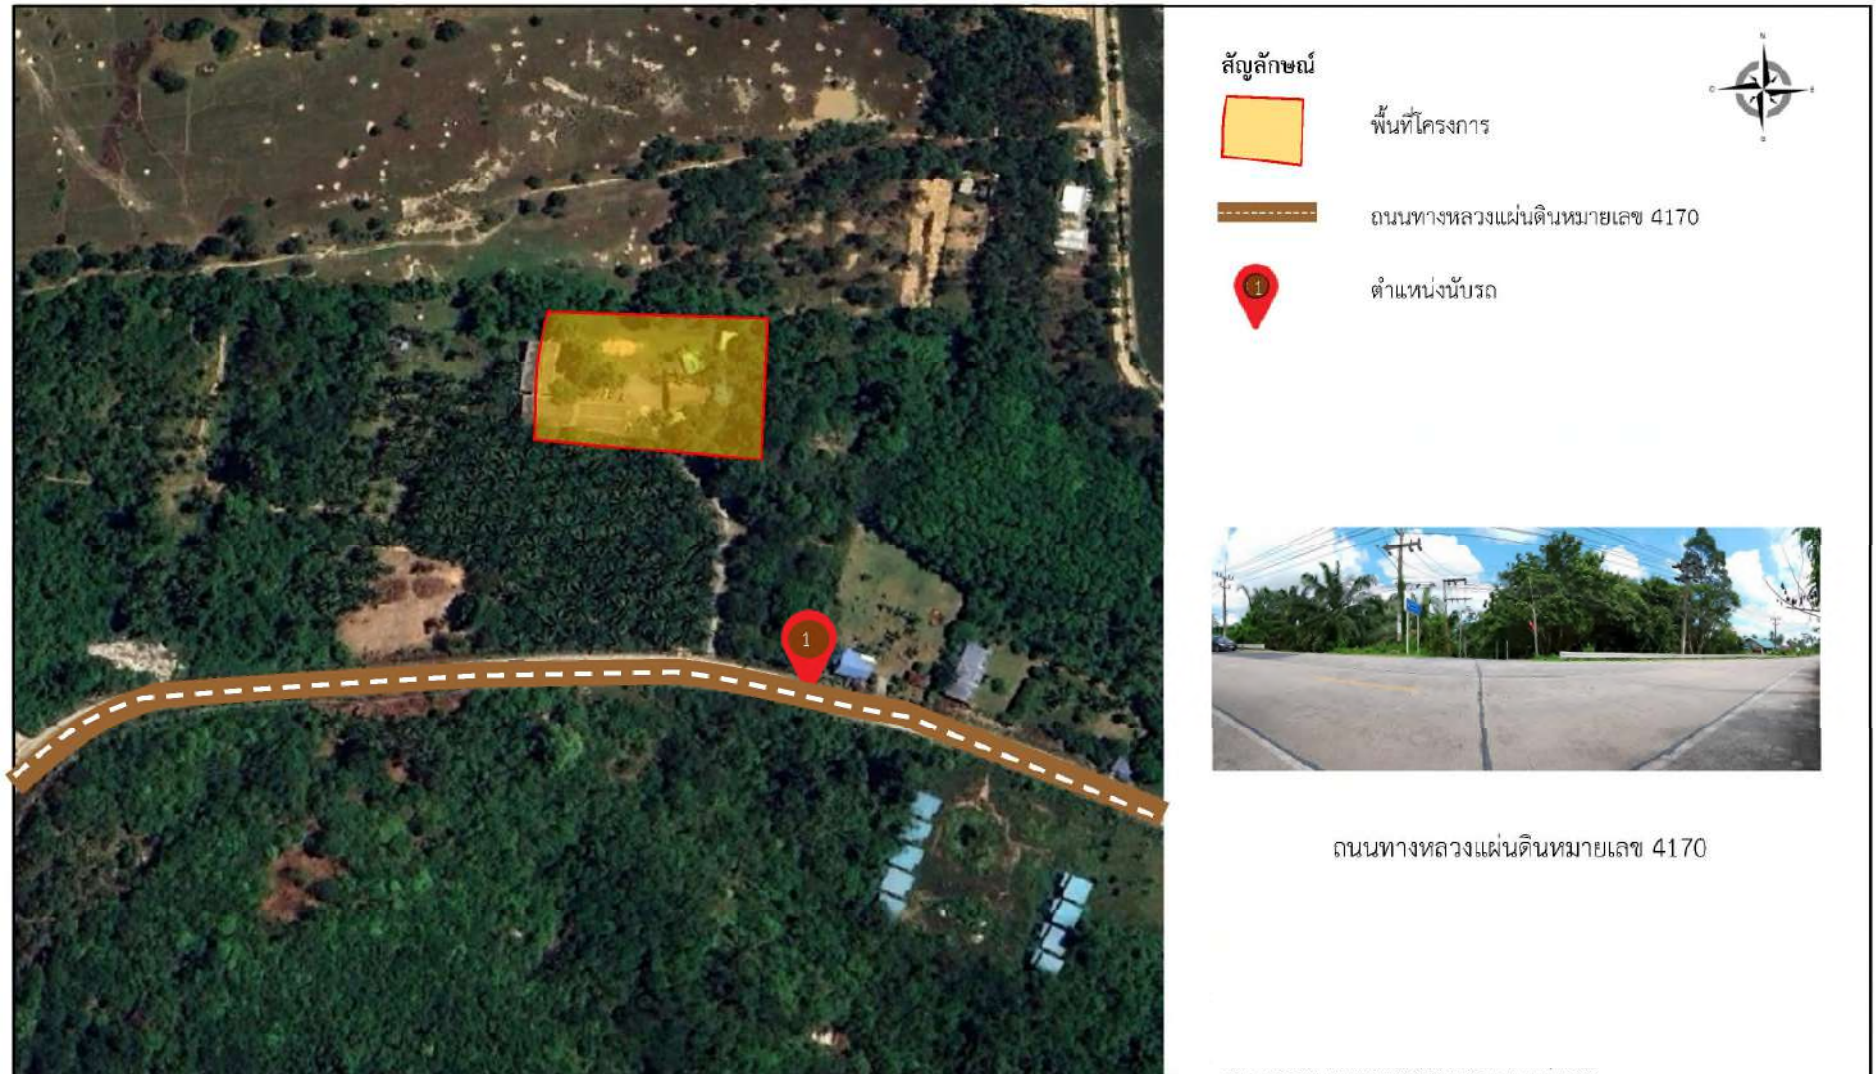 สัญลักษณ์
N
พื้นที่โครงการ
ถนนทางหลวงแผ่นดินหมายเลข 4170
1
ตำแหน่งนับรถ
1
ถนนทางหลวงแผ่นดินหมายเลข 4170